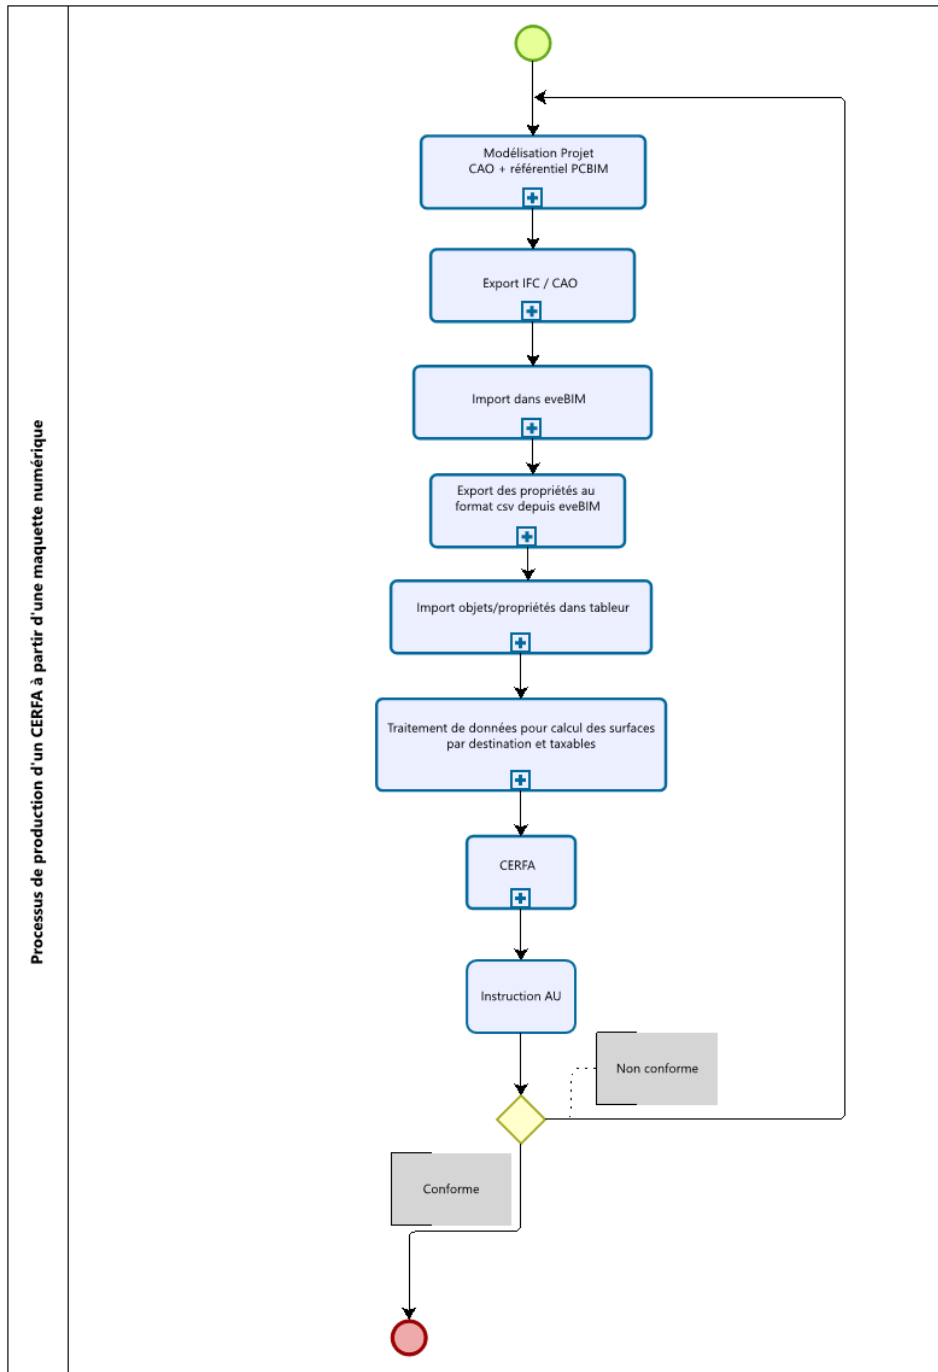 Processus de production d'un CERFA à partir d'une maquette numérique
Modélisation Projet
CAO + référentiel PCBIM
Export IFC / CAO
Import dans eveBIM
Export des propriétés au
format csv depuis eveBIM
Import objets/propriétés dans tableur
Traitement de données pour calcul des surfaces
par destination et taxables
CERFA
Instruction AU
Non conforme
Conforme